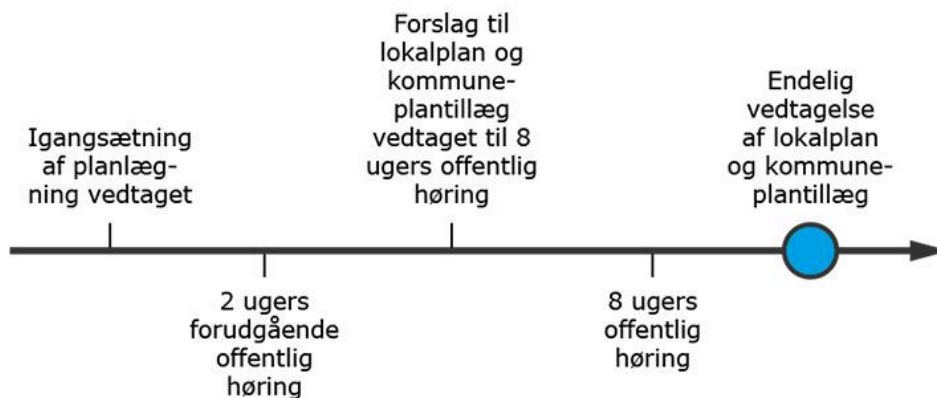 Igangsætning
af planlæg-
ning vedtaget
2 ugers
forudgående
offentlig
høring
Forslag til
lokalplan og
kommune-
plantillæg
vedtaget til 8
ugers offentlig
høring
8 ugers
offentlig
høring
Endelig
vedtagelse
af lokalplan
og kommune-
plantillæg